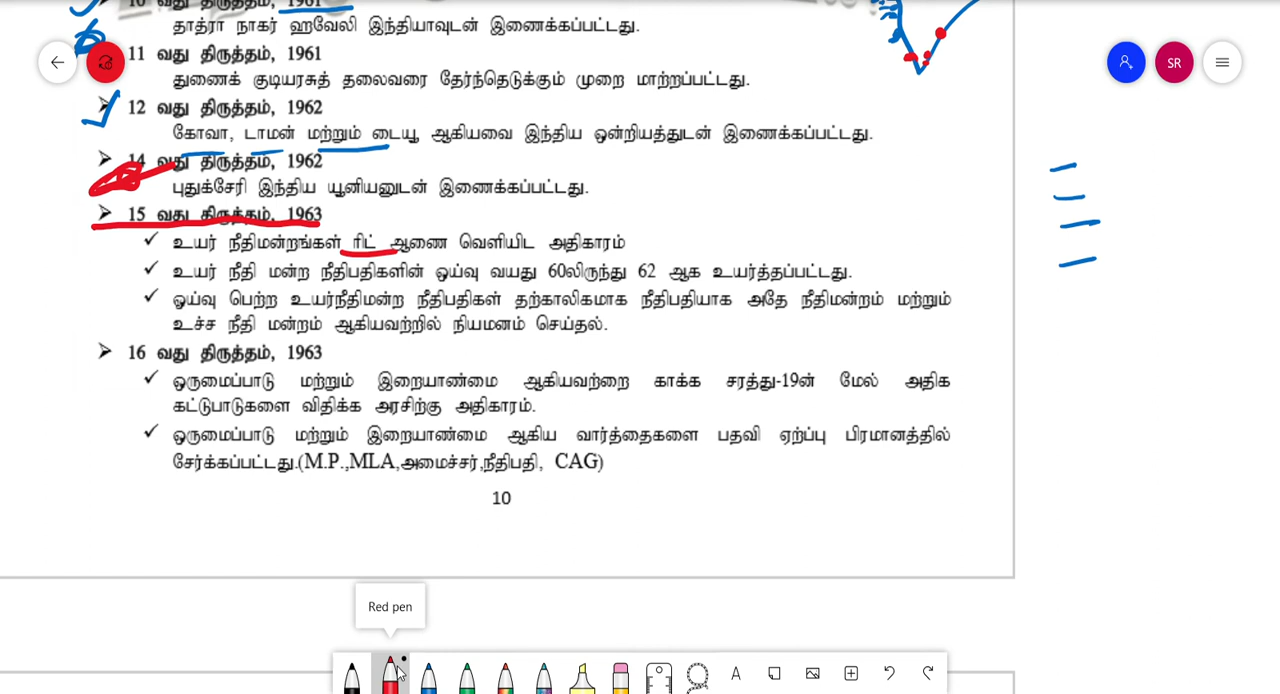 10 வது திருத்தம், 1961
தாத்ரா நாகர் ஹவேலி இந்தியாவுடன் இணைக்கப்பட்டது.
11 வது திருத்தம், 1961
துணைக் குடியரசுத் தலைவரை தேர்ந்தெடுக்கும் முறை மாற்றப்பட்டது.
SR
12 வது திருத்தம், 1962
கோவா, டாமன் மற்றும் டையூ ஆகியவை இந்திய ஒன்றியத்துடன் இணைக்கப்பட்டது.
14 வது திருத்தம், 1962
புதுக்சேரி இந்திய யூனியனுடன் இணைக்கப்பட்டது.
15 வது திருத்தம், 1963
உயர் நீதிமன்றங்கள் ரிட் ஆணை வெளியிட அதிகாரம்
உயர் நீதி மன்ற நீதிபதிகளின் ஓய்வு வயது 60லிருந்து 62 ஆக உயர்த்தப்பட்டது.
ஓய்வு பெற்ற உயர்நீதிமன்ற நீதிபதிகள் தற்காலிகமாக நீதிபதியாக அதே நீதிமன்றம் மற்றும்
உச்ச நீதி மன்றம் ஆகியவற்றில் நியமனம் செய்தல்.
16 வது திருத்தம், 1963
ஒருமைப்பாடு மற்றும் இறையாண்மை ஆகியவற்றை காக்க சரத்து-19ன் மேல் அதிக
கட்டுபாடுகளை விதிக்க அரசிற்கு அதிகாரம்.
ஒருமைப்பாடு மற்றும் இறையாண்மை ஆகிய வார்த்தைகளை பதவி ஏற்ப்பு பிரமானத்தில்
சேர்க்கப்பட்டது.(M.P.,MLA,அமைச்சர்,நீதிபதி, CAG)
10
Red pen